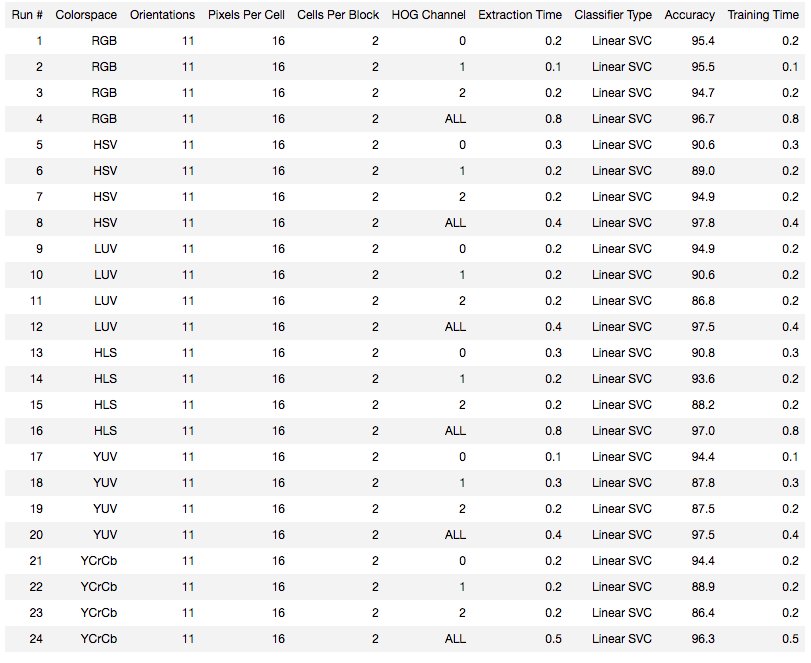 Run # Colorspace Orientations Pixels Per Cell Cells Per Block HOG Channel Extraction Time Classifier Type Accuracy Training Time
1 RGB 11 16 2 0 0.2 Linear SVC 95.4 0.2
2 RGB 11 16 2 1 0.1 Linear SVC 95.5 0.1
3 RGB 11 16 2 2 0.2 Linear SVC 94.7 0.2
4 RGB 11 16 2 ALL 0.8 Linear SVC 96.7 0.8
5 HSV 11 16 2 0 0.3 Linear SVC 90.6 0.3
6 HSV 11 16 2 1 0.2 Linear SVC 89.0 0.2
7 HSV 11 16 2 2 0.2 Linear SVC 94.9 0.2
8 HSV 11 16 2 ALL 0.4 Linear SVC 97.8 0.4
9 LUV 11 16 2 0 0.2 Linear SVC 94.9 0.2
10 LUV 11 16 2 1 0.2 Linear SVC 90.6 0.2
11 LUV 11 16 2 2 0.2 Linear SVC 86.8 0.2
12 LUV 11 16 2 ALL 0.4 Linear SVC 97.5 0.4
13 HLS 11 16 2 0 0.3 Linear SVC 90.8 0.3
14 HLS 11 16 2 1 0.2 Linear SVC 93.6 0.2
15 HLS 11 16 2 2 0.2 Linear SVC 88.2 0.2
16 HLS 11 16 2 ALL 0.8 Linear SVC 97.0 0.8
17 YUV 11 16 2 0 0.1 Linear SVC 94.4 0.1
18 YUV 11 16 2 1 0.3 Linear SVC 87.8 0.3
19 YUV 11 16 2 2 0.2 Linear SVC 87.5 0.2
20 YUV 11 16 2 ALL 0.4 Linear SVC 97.5 0.4
21 YCrCb 11 16 2 0 0.2 Linear SVC 94.4 0.2
22 YCrCb 11 16 2 1 0.2 Linear SVC 88.9 0.2
23 YCrCb 11 16 2 2 0.2 Linear SVC 86.4 0.2
24 YCrCb 11 16 2 ALL 0.5 Linear SVC 96.3 0.5